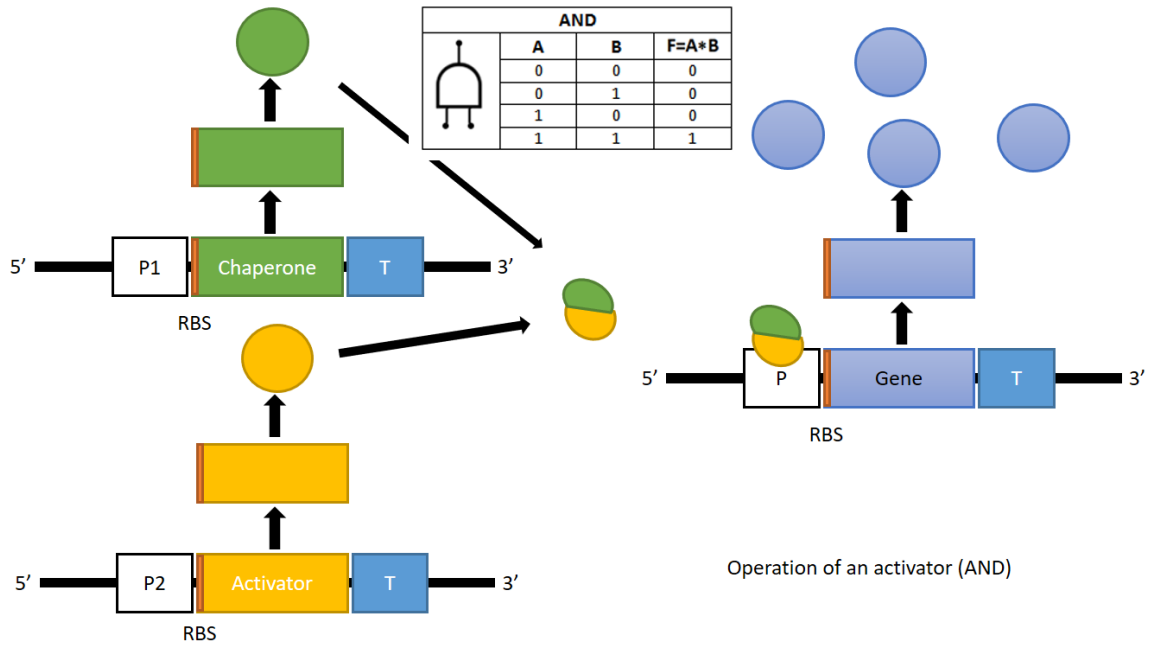 AND
A B F=A*B
0 0 0
0 1 0
1 0 0
1 1 1
5′ P1 Chaperone T 3′
RBS
5′ P Gene T 3′
RBS
5′ P2 Activator T 3′
RBS
Operation of an activator (AND)